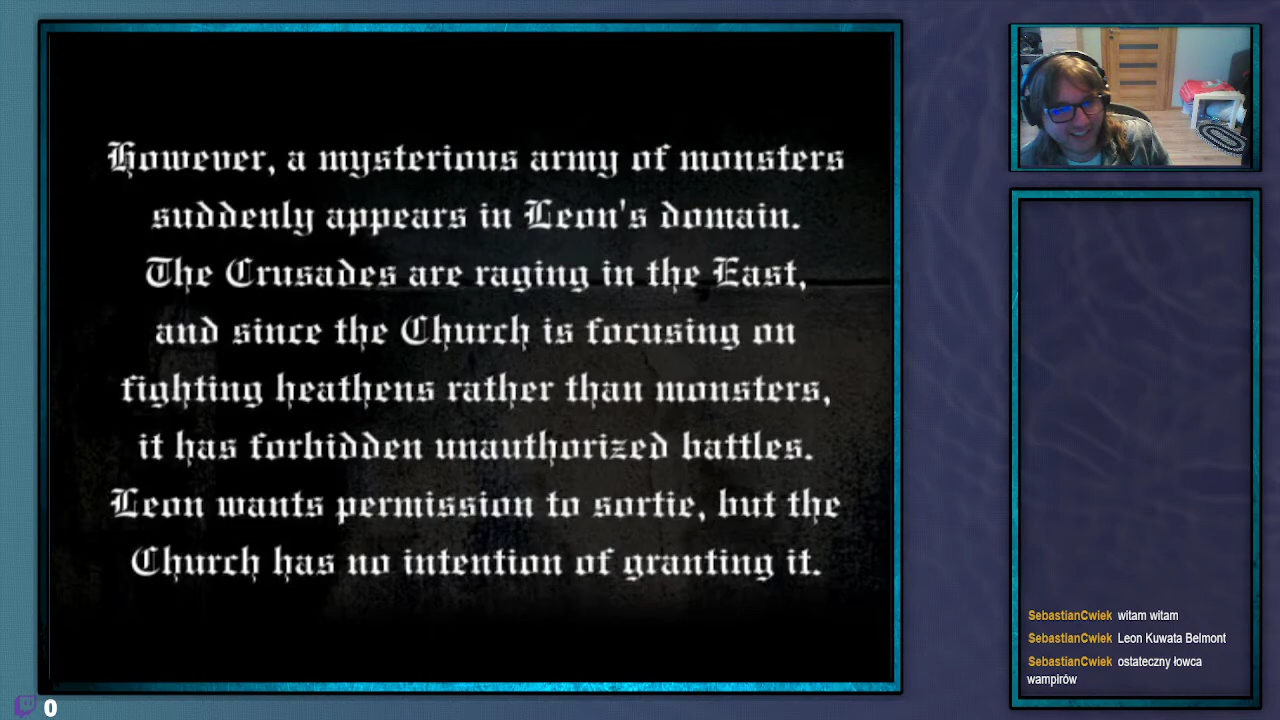 However, a mysterious army of monsters
suddenly appears in Leon's domain.
The Crusades are raging in the East,
and since the Church is focusing on
fighting heathens rather than monsters,
it has forbidden unauthorized battles.
Leon wants permission to sortie, but the
Church has no intention of granting it.
SebastianCwiek witam witam
SebastianCwiek Leon Kuwata Belmont
SebastianCwiek ostateczny łowca
wampirów
0